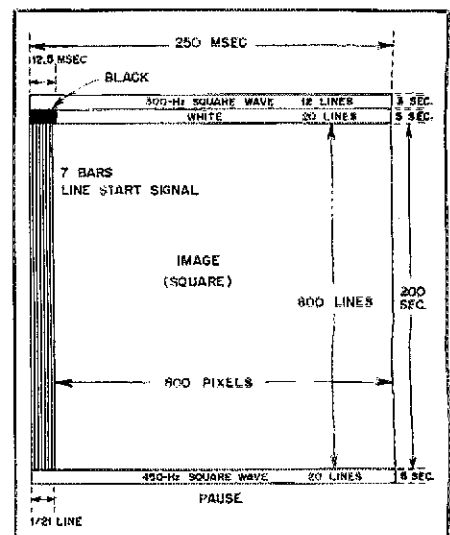 250 MSEC
12.5 MSEC
BLACK
300-Hz SQUARE WAVE 12 LINES 3 SEC.
WHITE 20 LINES 5 SEC.
7 BARS
LINE START SIGNAL
IMAGE
(SQUARE)
800 LINES
200
SEC.
800 PIXELS
450-Hz SQUARE WAVE 20 LINES 5 SEC.
PAUSE
1/21 LINE